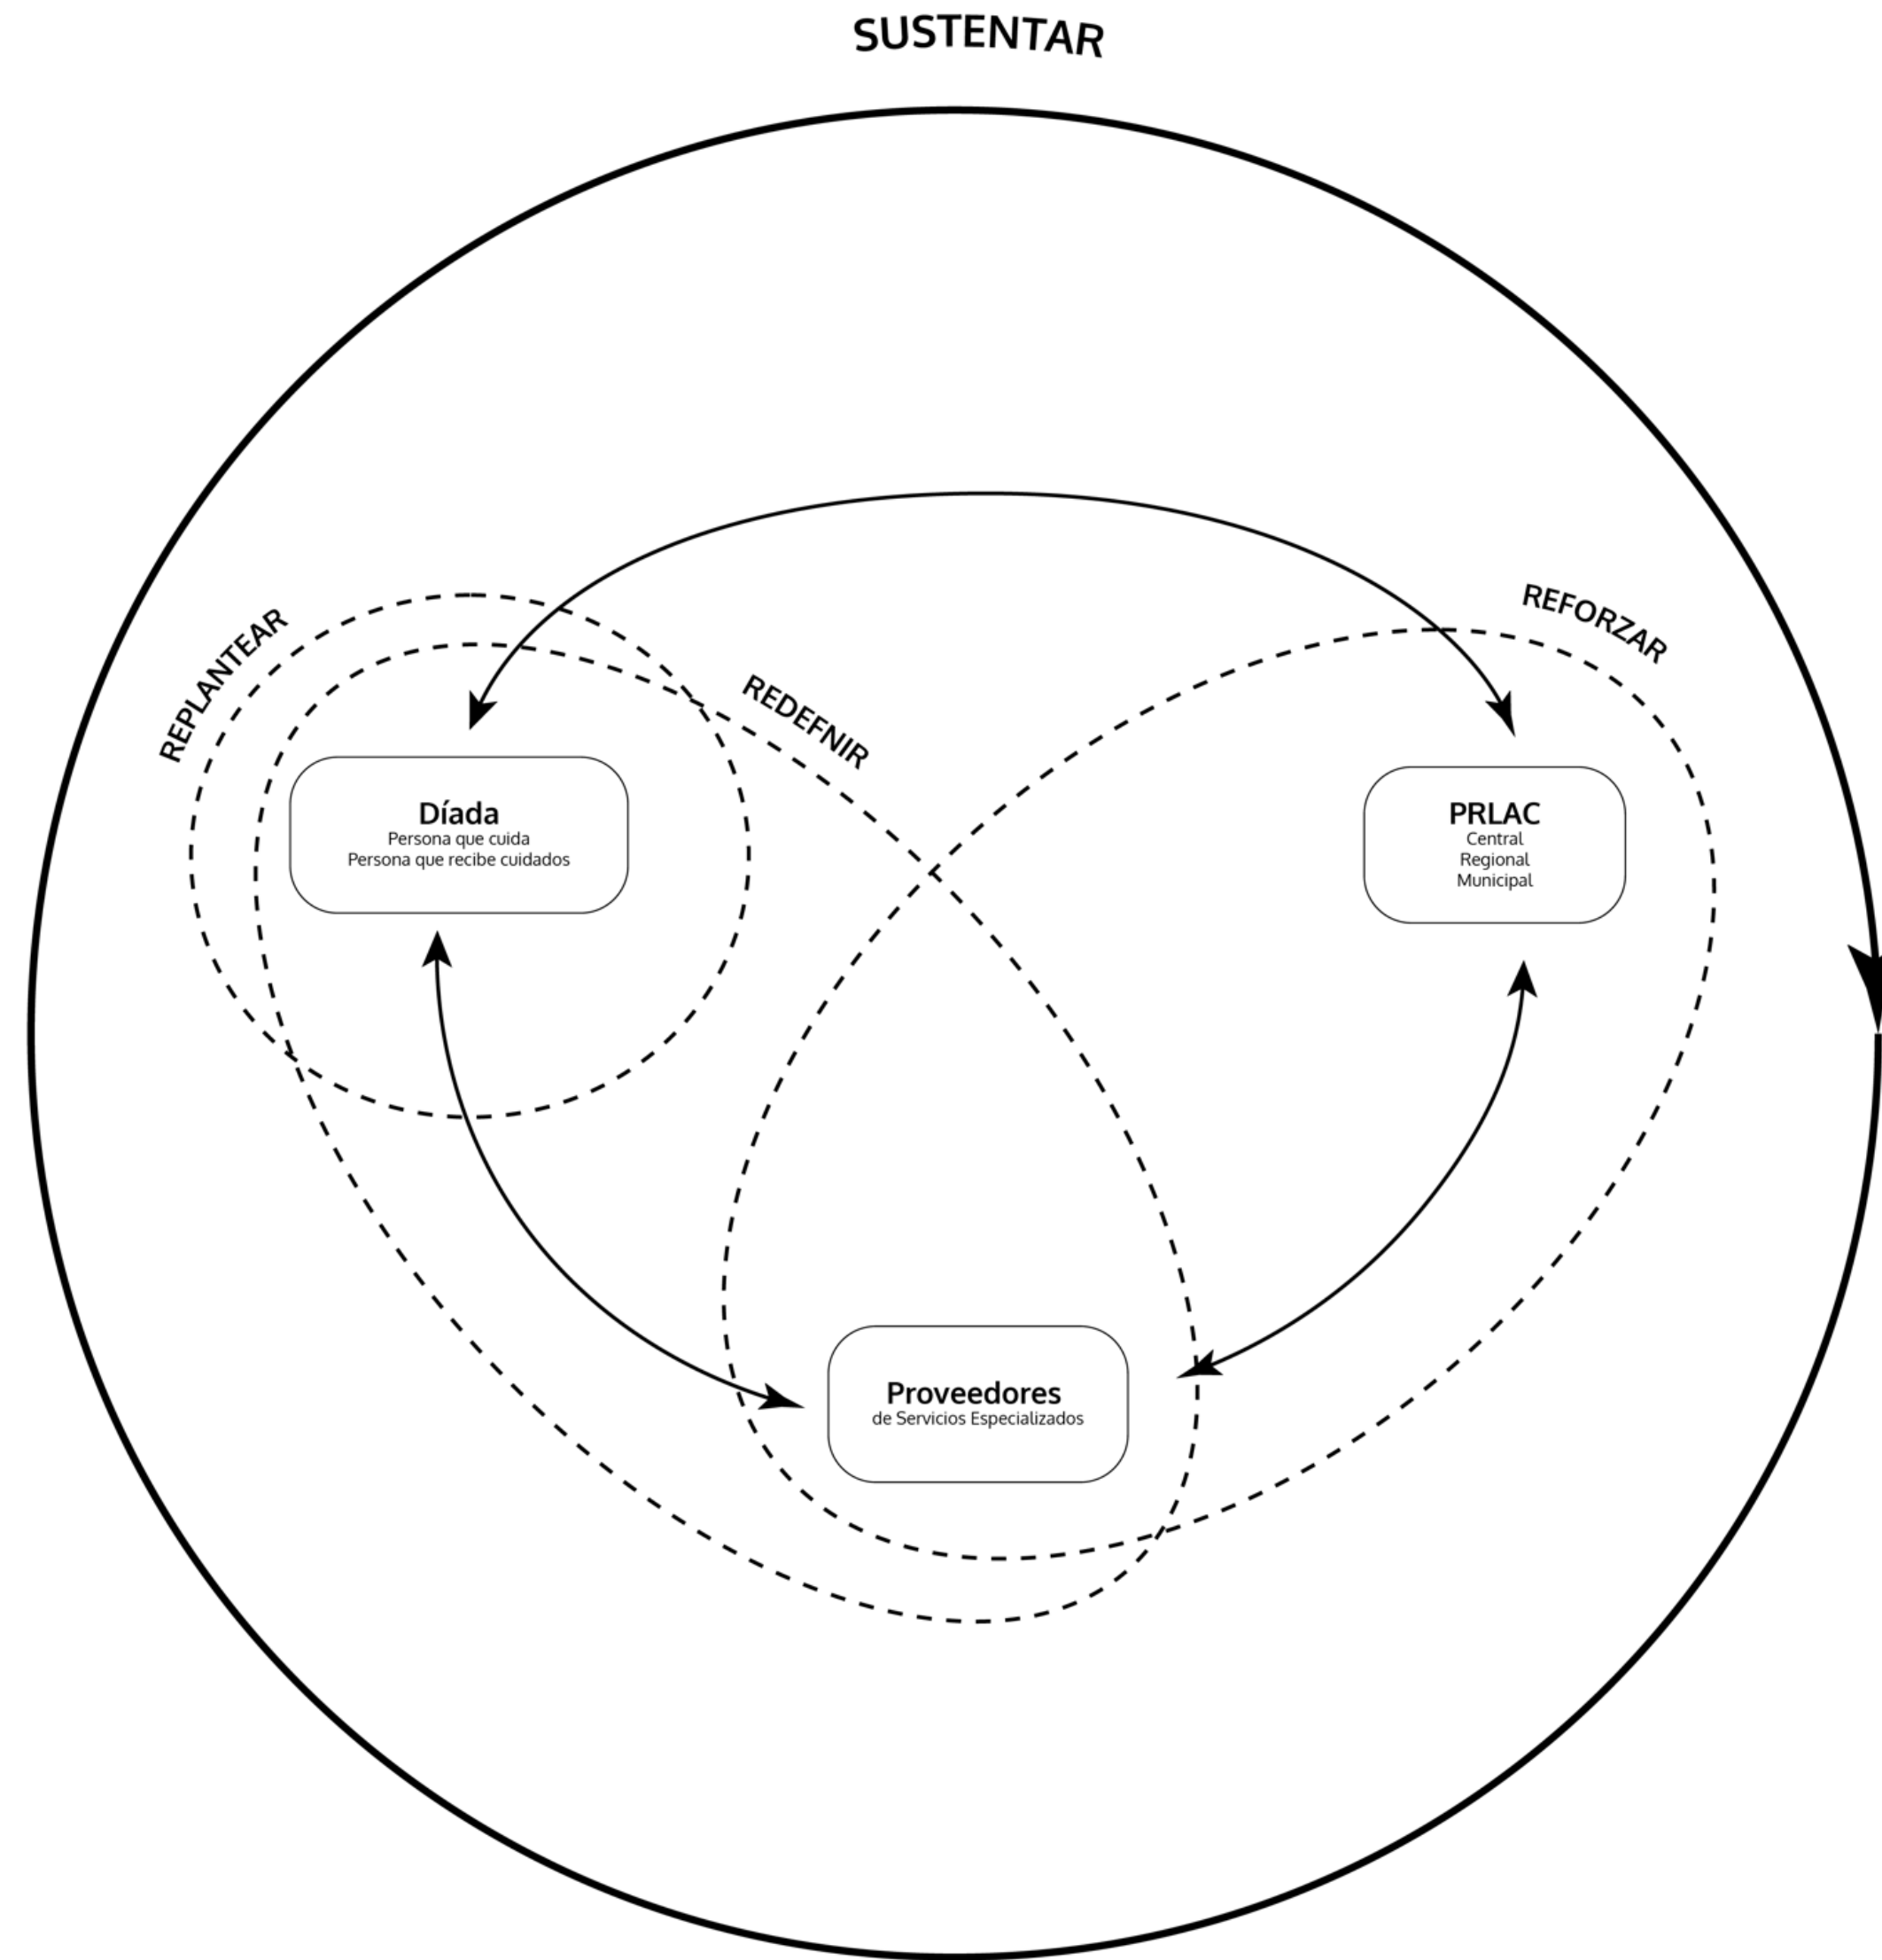 SUSTENTAR
REPLANTEAR
REDEFNIR
REFORZAR
Díada
Persona que cuida
Persona que recibe cuidados
PRLAC
Central
Regional
Municipal
Proveedores
de Servicios Especializados